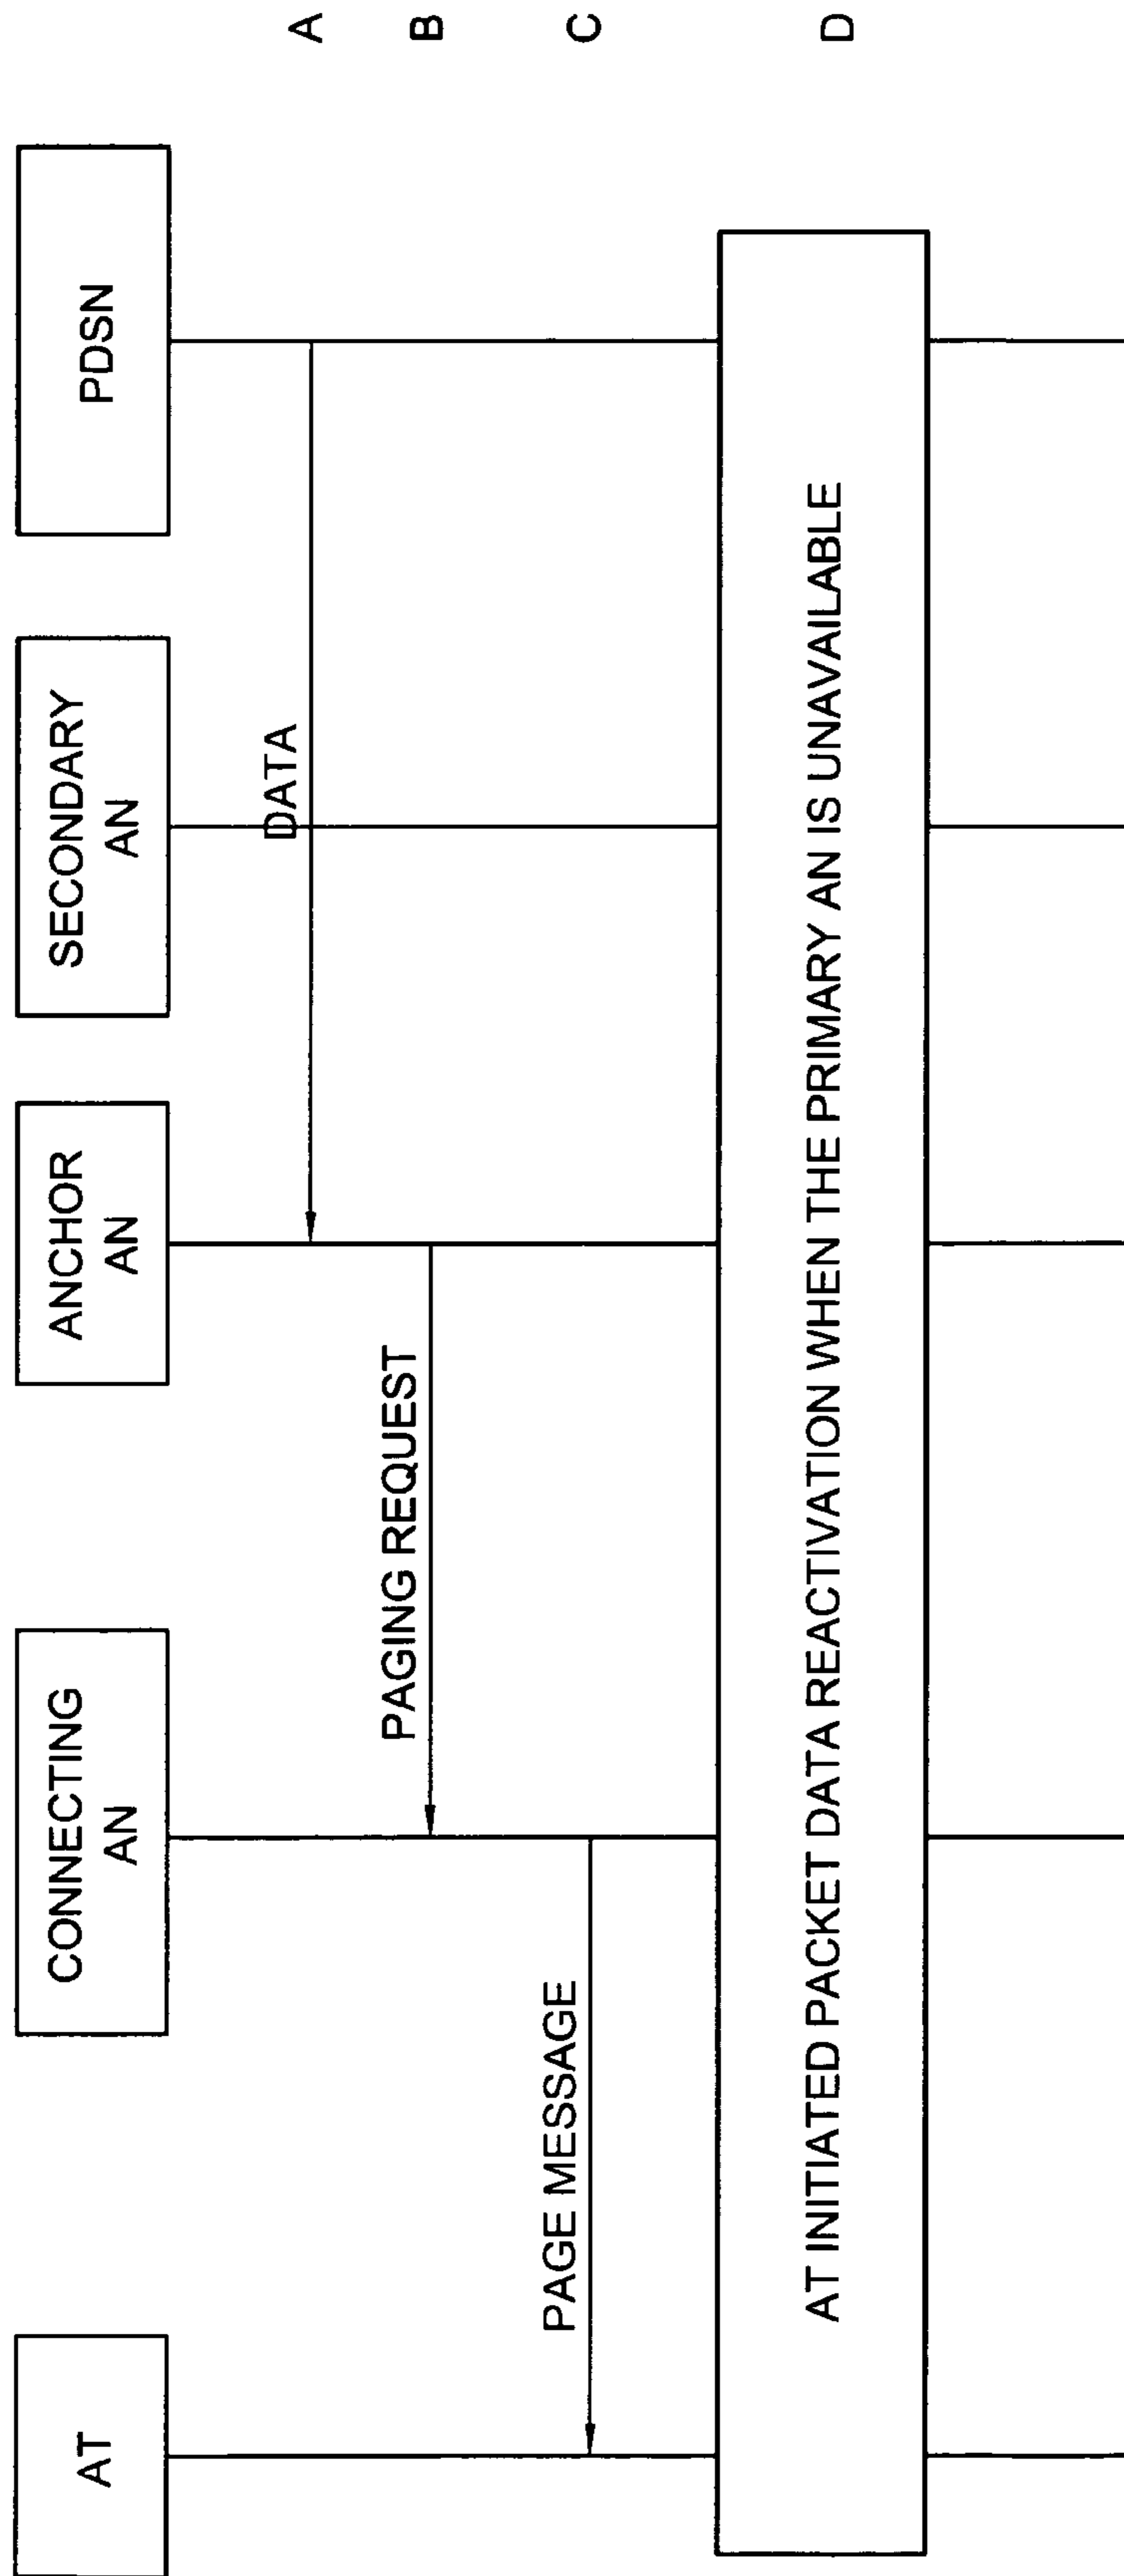 AT
CONNECTING
AN
ANCHOR
AN
SECONDARY
AN
PDSN
DATA
A
PAGING REQUEST
B
PAGE MESSAGE
C
AT INITIATED PACKET DATA REACTIVATION WHEN THE PRIMARY AN IS UNAVAILABLE
D